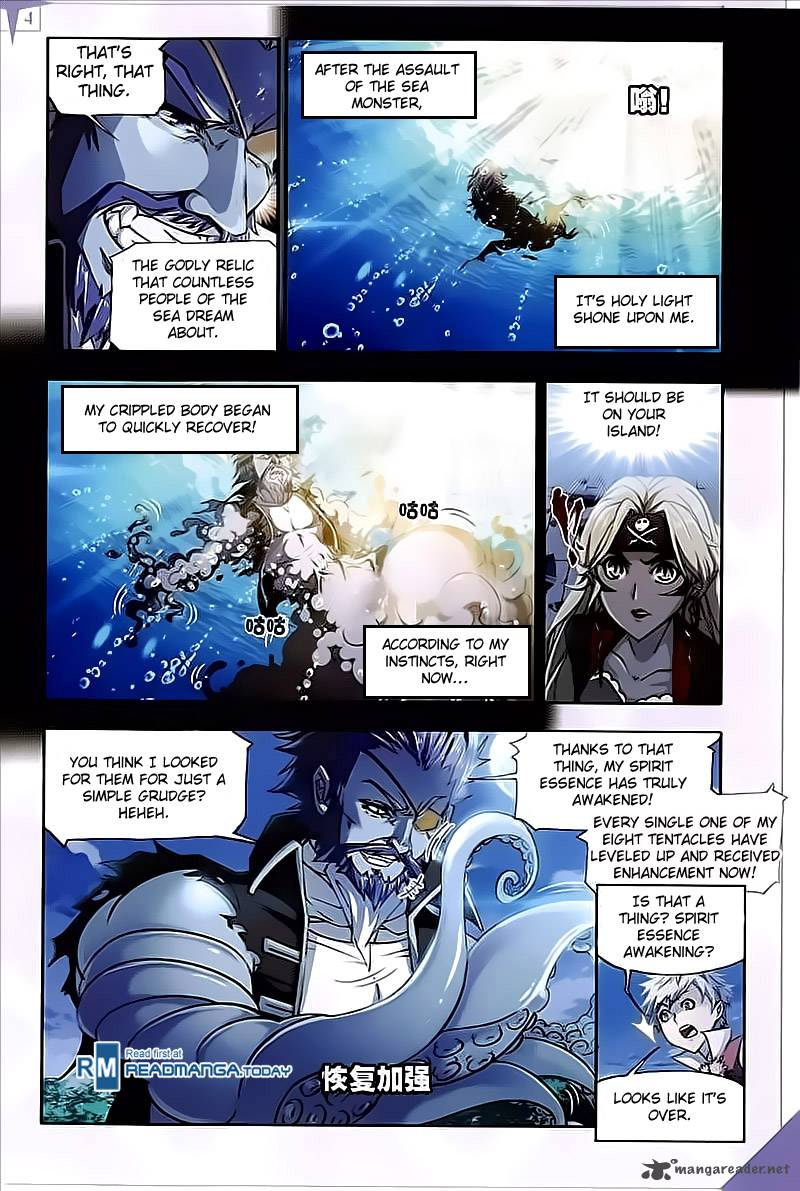 4
THAT'S
RIGHT, THAT
THING.
THE GODLY RELIC
THAT COUNTLESS
PEOPLE OF THE
SEA DREAM
ABOUT.
AFTER THE ASSAULT
OF THE SEA
MONSTER,
嗡!
IT'S HOLY LIGHT
SHONE UPON ME.
MY CRIPPLED BODY BEGAN
TO QUICKLY RECOVER!
咕咕
咕咕
ACCORDING TO MY
INSTINCTS, RIGHT
NOW...
IT SHOULD BE
ON YOUR
ISLAND!
YOU THINK I LOOKED
FOR THEM FOR JUST A
SIMPLE GRUDGE?
HEHEH.
THANKS TO THAT
THING, MY SPIRIT
ESSENCE HAS TRULY
AWAKENED!
EVERY SINGLE ONE OF MY
EIGHT TENTACLES HAVE
LEVELED UP AND RECEIVED
ENHANCEMENT NOW!
IS THAT A
THING? SPIRIT
ESSENCE
AWAKENING?
LOOKS LIKE IT'S
OVER.
恢复加强
RM
Read first at
READMANGA.TODAY
mangareader.net